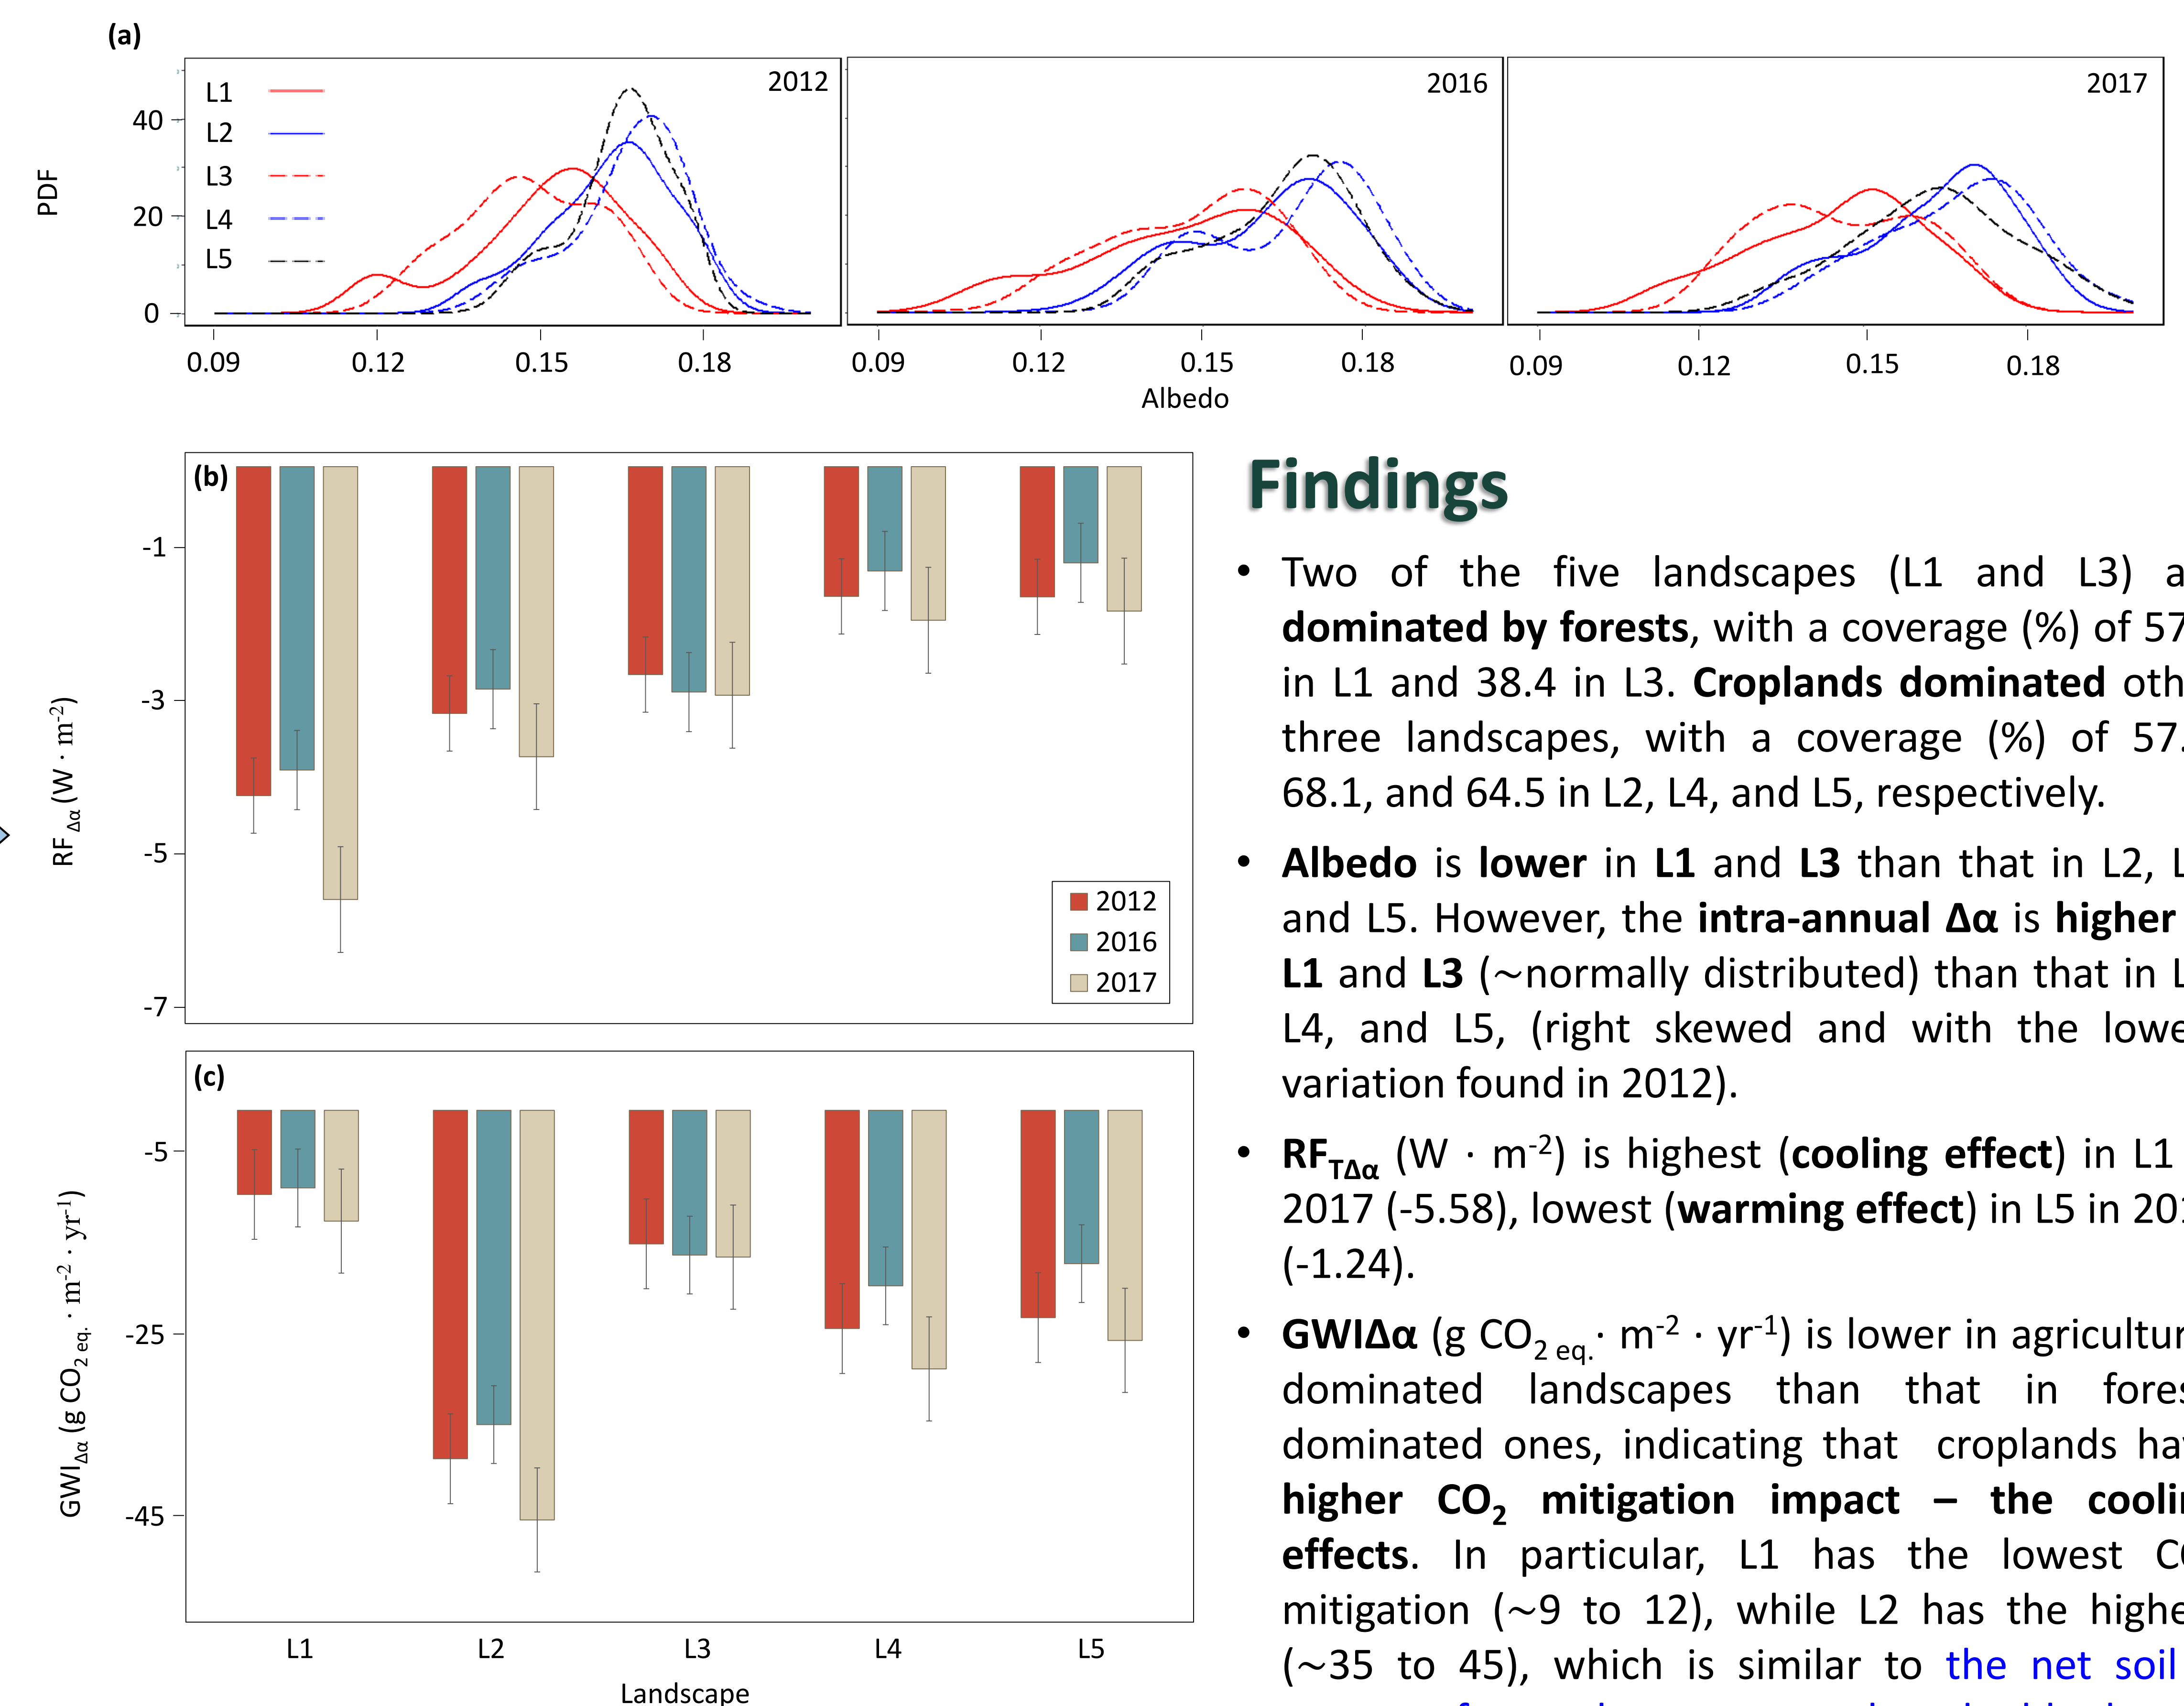 (a)
2012
2016
2017
L1
L2
L3
L4
L5
PDF
40
20
0
0.09 0.12 0.15 0.18
0.09 0.12 0.15 0.18
0.09 0.12 0.15 0.18
Albedo
(b)
-1
-3
-5
-7
RF Δα (W · m-2)
2012
2016
2017
(c)
-5
-25
-45
GWIΔα (g CO2 eq. · m-2 · yr-1)
L1 L2 L3 L4 L5
Landscape
Findings
• Two of the five landscapes (L1 and L3) a
dominated by forests, with a coverage (%) of 57
in L1 and 38.4 in L3. Croplands dominated oth
three landscapes, with a coverage (%) of 57.
68.1, and 64.5 in L2, L4, and L5, respectively.
• Albedo is lower in L1 and L3 than that in L2, L
and L5. However, the intra-annual Δα is higher
L1 and L3 (~normally distributed) than that in L
L4, and L5, (right skewed and with the lowe
variation found in 2012).
• RFTΔα (W · m-2) is highest (cooling effect) in L1
2017 (-5.58), lowest (warming effect) in L5 in 201
(-1.24).
• GWIΔα (g CO2 eq.· m-2 · yr-1) is lower in agricultur
dominated landscapes than that in fores
dominated ones, indicating that croplands hav
higher CO2 mitigation impact – the coolin
effects. In particular, L1 has the lowest CO
mitigation (~9 to 12), while L2 has the highe
(~35 to 45), which is similar to the net soil